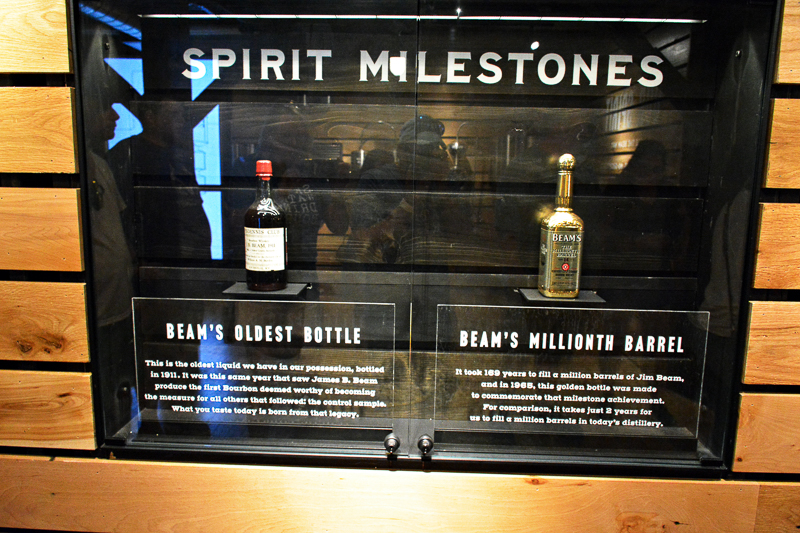 SPIRIT MILESTONES
BEAM'S
BEAM'S OLDEST BOTTLE
This is the oldest liquid we have in our possession, bottled
in 1911. It was this same year that saw James B. Beam
produce the first Bourbon deemed worthy of becoming
the measure for all others that followed: the control sample.
What you taste today is born from that legacy.
BEAM'S MILLIONTH BARREL
It took 169 years to fill a million barrels of Jim Beam,
and in 1965, this golden bottle was made
to commemorate that milestone achievement.
For comparison, it takes just 2 years for
us to fill a million barrels in today's distillery.